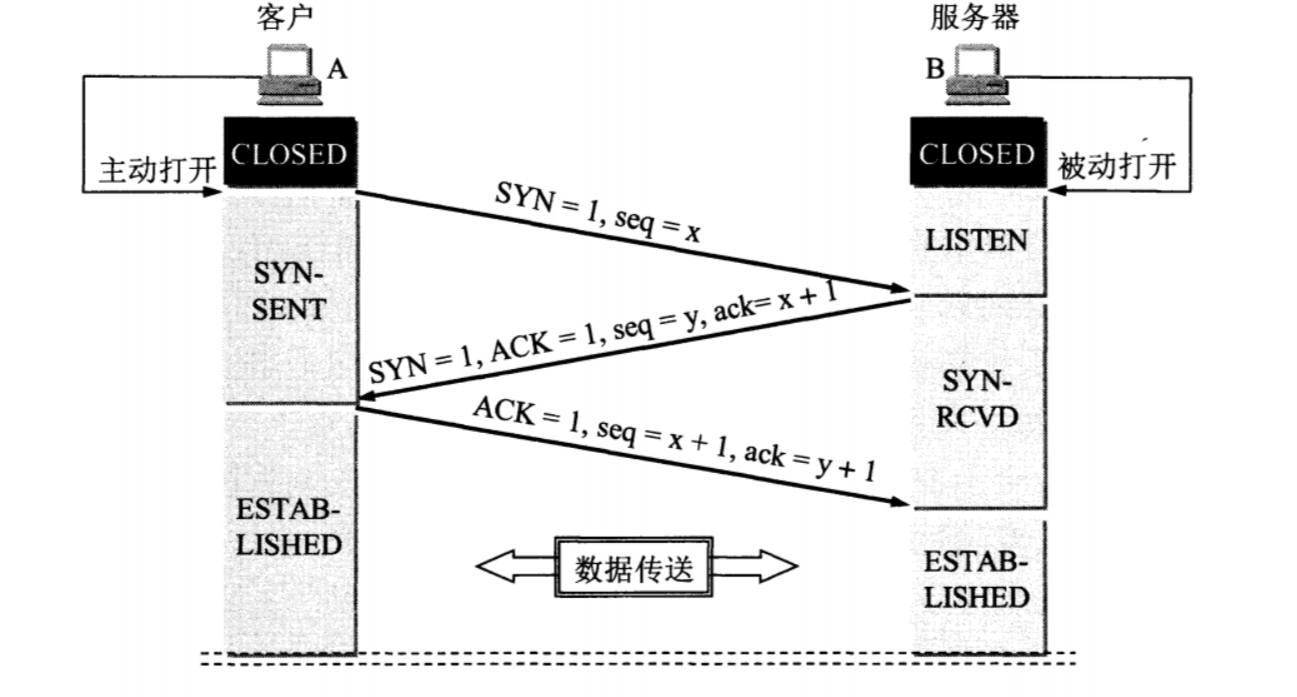 客户
服务器
A
B
CLOSED
CLOSED
主动打开
被动打开
SYN = 1, seq = x
LISTEN
SYN-
SENT
SYN = 1, ACK = 1, seq = y, ack= x + 1
SYN-
RCVD
ACK = 1, seq = x + 1, ack = y + 1
ESTAB-
LISHED
数据传送
ESTAB-
LISHED